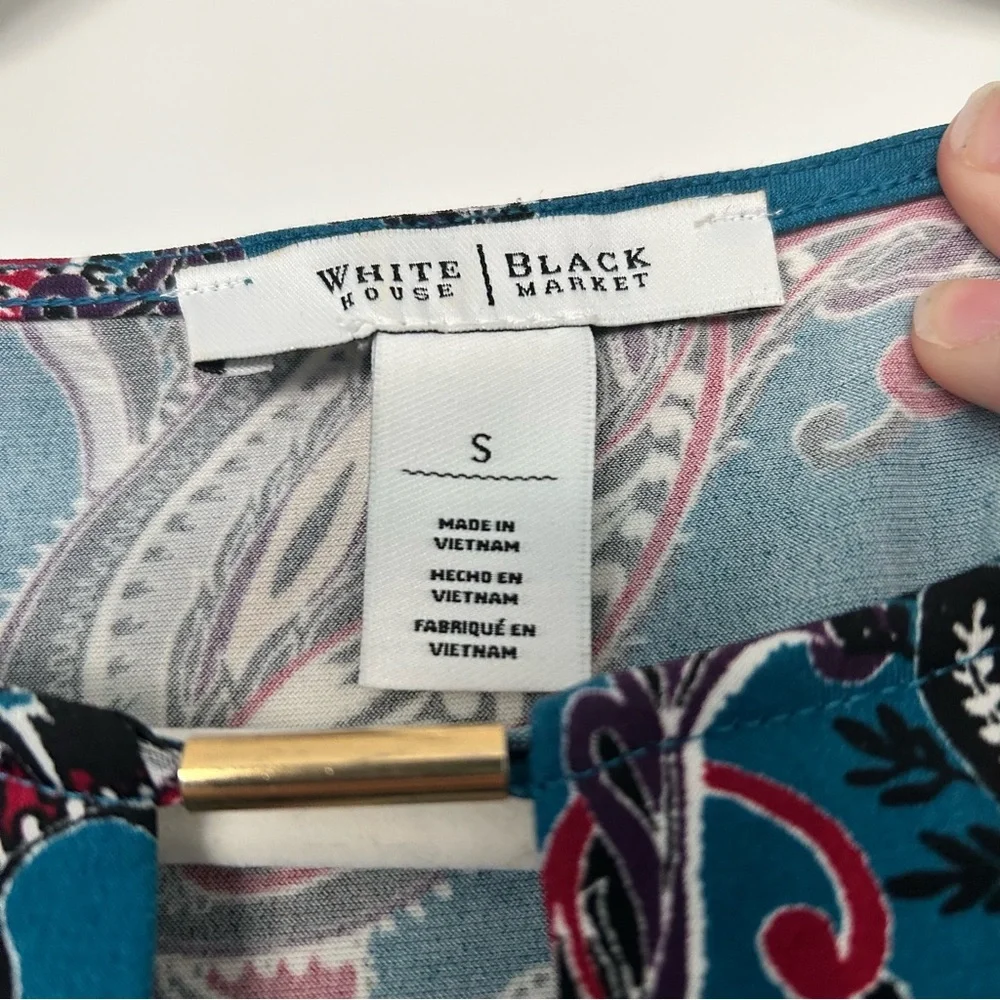 WHITE HOUSE | BLACK MARKET
S
MADE IN
VIETNAM
HECHO EN
VIETNAM
FABRIQUÉ EN
VIETNAM